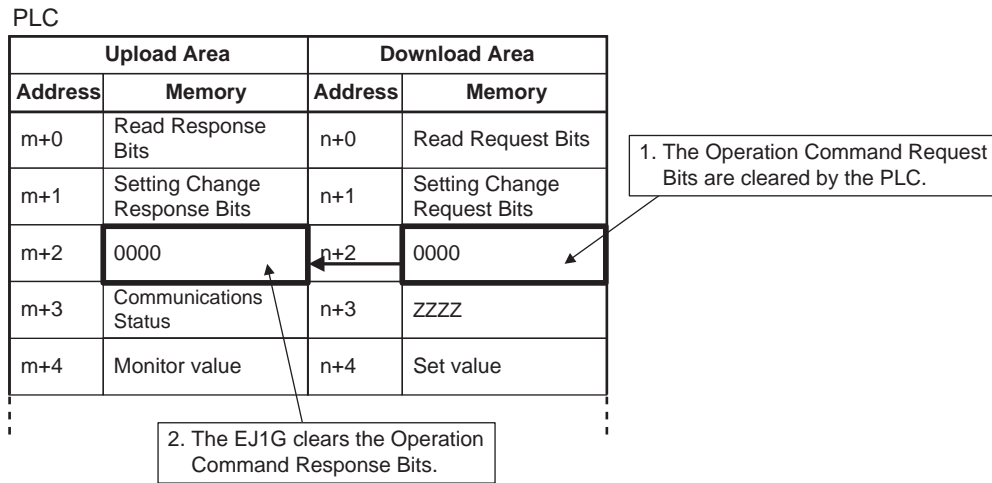 PLC
Upload Area Download Area
Address Memory Address Memory
m+0 Read Response Bits n+0 Read Request Bits
m+1 Setting Change Response Bits n+1 Setting Change Request Bits
m+2 0000 n+2 0000
m+3 Communications Status n+3 ZZZZ
m+4 Monitor value n+4 Set value
1. The Operation Command Request
Bits are cleared by the PLC.
2. The EJ1G clears the Operation
Command Response Bits.